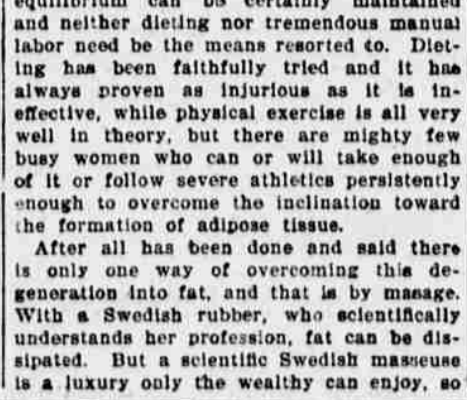 equilibrium can be certainly maintained
and neither dieting nor tremendous manual
labor need be the means resorted to. Diet-
ing has been faithfully tried and it has
always proven as injurious as it is in-
effective, while physical exercise is all very
well in theory, but there are mighty few
busy women who can or will take enough
of it or follow severe athletics persistently
enough to overcome the inclination toward
the formation of adipose tissue.
After all has been done and said there
is only one way of overcoming this de-
generation into fat, and that is by masage.
With a Swedish rubber, who scientifically
understands her profession, fat can be dis-
sipated. But a scientific Swedish masseuse
is a luxury only the wealthy can enjoy, so